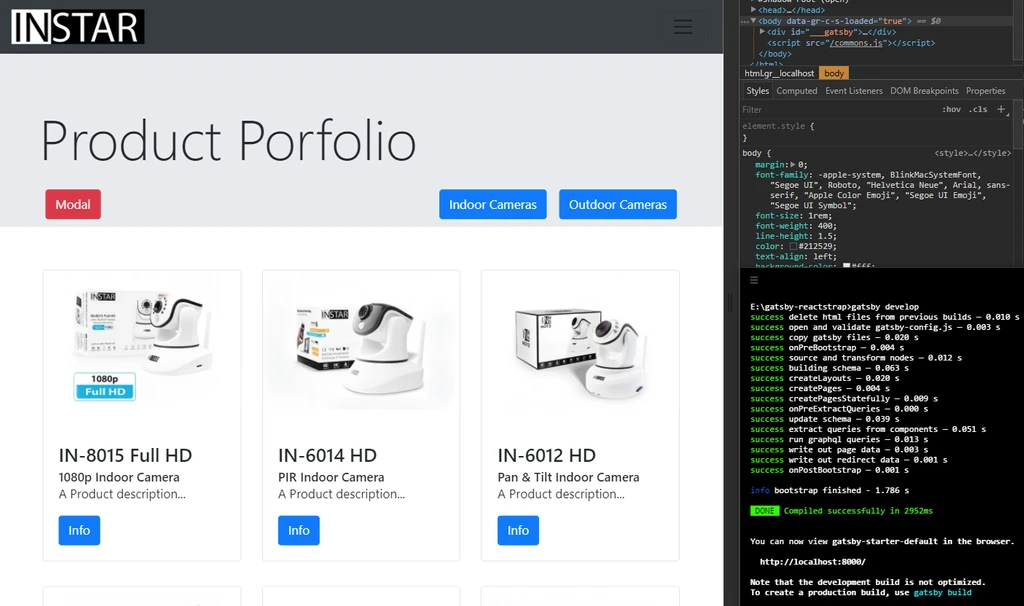 INSTAR
Product Porfolio
Modal
Indoor Cameras
Outdoor Cameras
INSTAR
1080p
Full HD
IN-8015 Full HD
1080p Indoor Camera
A Product description...
Info
INSTAR
IN-6014 HD
PIR Indoor Camera
A Product description...
Info
IN-6012 HD
Pan & Tilt Indoor Camera
A Product description...
Info
▶<head>…</head>
…▼<body data-gr-c-s-loaded="true"> == $0
▶<div id="___gatsby">…</div>
<script src="/commons.js"></script>
</body>
</html>
html.gr__localhost body
Styles Computed Event Listeners DOM Breakpoints Properties
Filter :hov .cls +
element.style {
}
body { <style>…</style>
margin:▶ 0;
font-family: -apple-system, BlinkMacSystemFont,
"Segoe UI", Roboto, "Helvetica Neue", Arial, sans-
serif, "Apple Color Emoji", "Segoe UI Emoji",
"Segoe UI Symbol";
font-size: 1rem;
font-weight: 400;
line-height: 1.5;
color: #212529;
text-align: left;
background-color: #fff;
E:\gatsby-reactstrap>gatsby develop
success delete html files from previous builds — 0.010 s
success open and validate gatsby-config.js — 0.003 s
success copy gatsby files — 0.020 s
success onPreBootstrap — 0.004 s
success source and transform nodes — 0.012 s
success building schema — 0.063 s
success createLayouts — 0.020 s
success createPages — 0.004 s
success createPagesStatefully — 0.009 s
success onPreExtractQueries — 0.000 s
success update schema — 0.039 s
success extract queries from components — 0.051 s
success run graphql queries — 0.013 s
success write out page data — 0.003 s
success write out redirect data — 0.001 s
success onPostBootstrap — 0.001 s
info bootstrap finished - 1.786 s
DONE Compiled successfully in 2952ms
You can now view gatsby-starter-default in the browser.
http://localhost:8000/
Note that the development build is not optimized.
To create a production build, use gatsby build